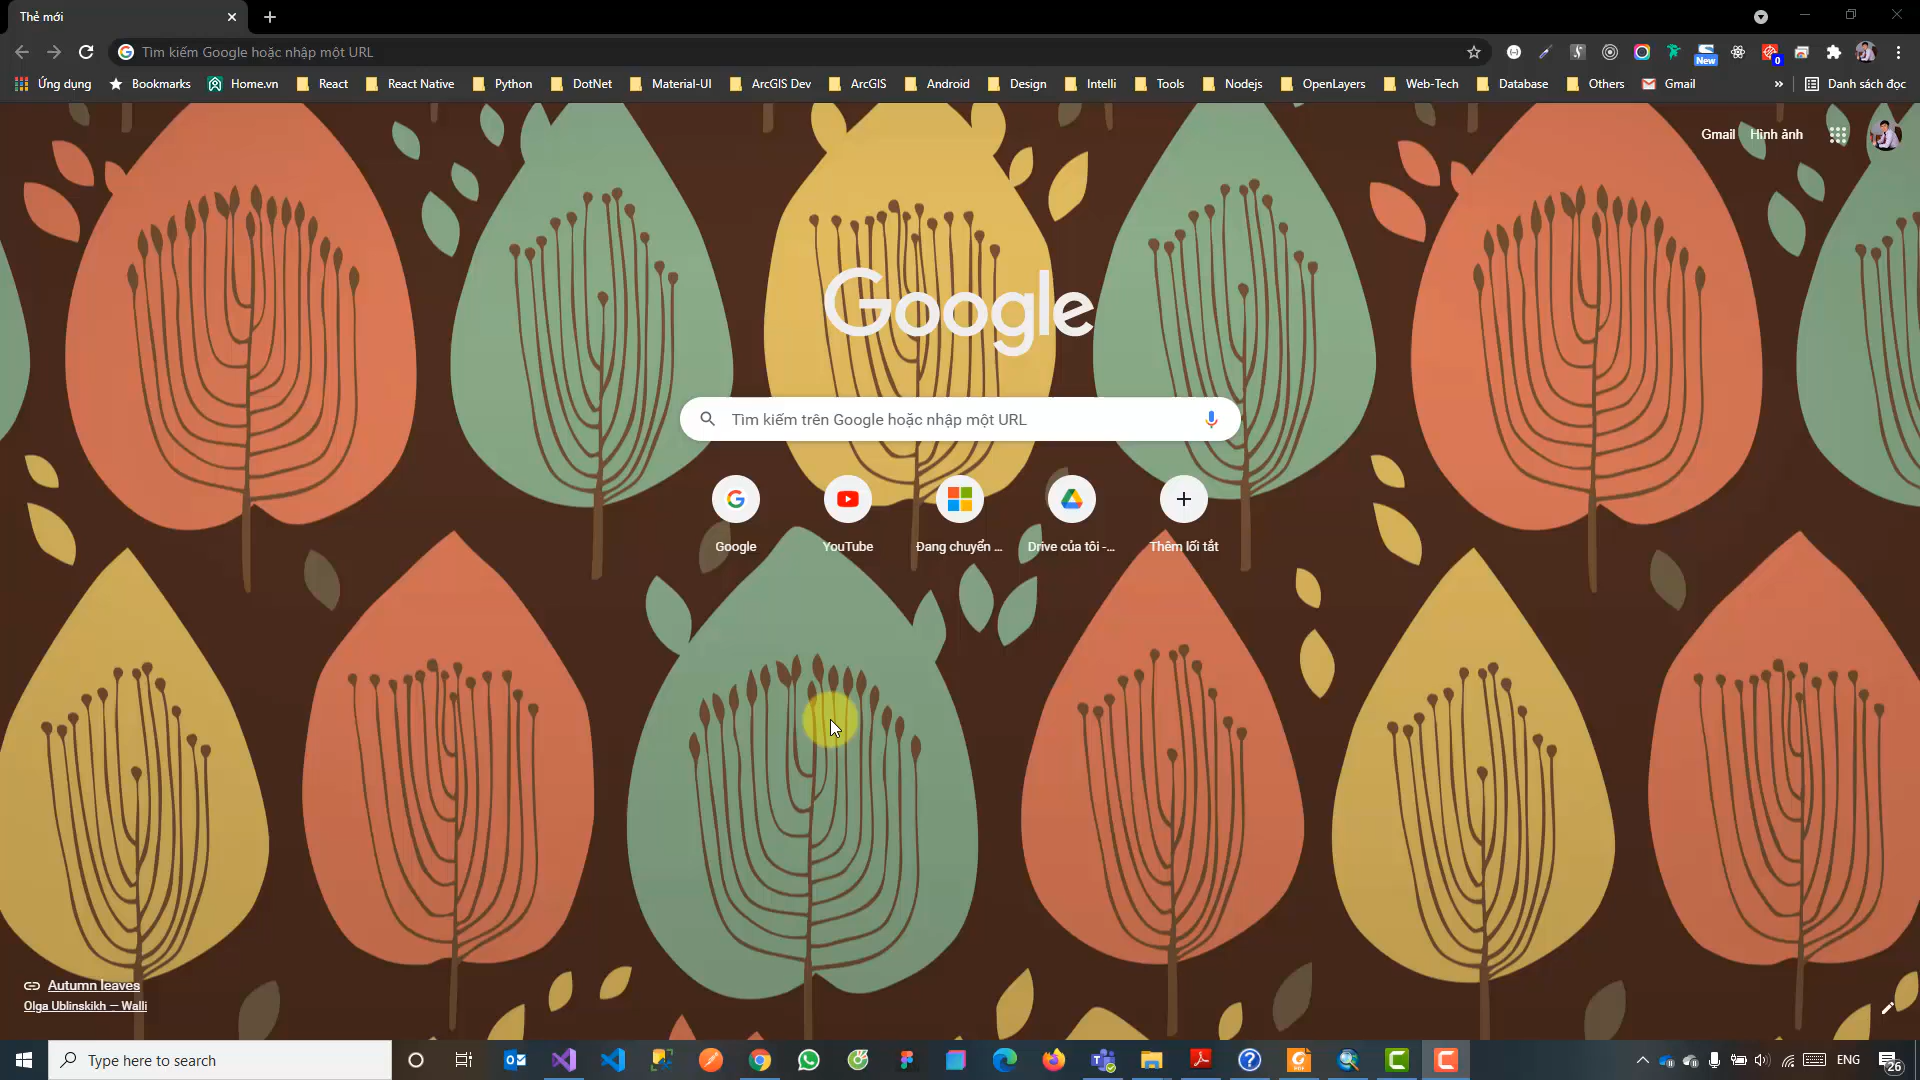 Thẻ mới
Tìm kiếm Google hoặc nhập một URL
New
0
Ứng dụng
Bookmarks
Home.vn
React
React Native
Python
DotNet
Material-UI
ArcGIS Dev
ArcGIS
Android
Design
Intelli
Tools
Nodejs
OpenLayers
Web-Tech
Database
Others
Gmail
»
Danh sách đọc
Gmail
Hình ảnh
Google
Tìm kiếm trên Google hoặc nhập một URL
Google
YouTube
Đang chuyển ...
Drive của tôi -...
Thêm lối tắt
Autumn leaves
Olga Ublinskikh — Walli
Type here to search
ENG
26